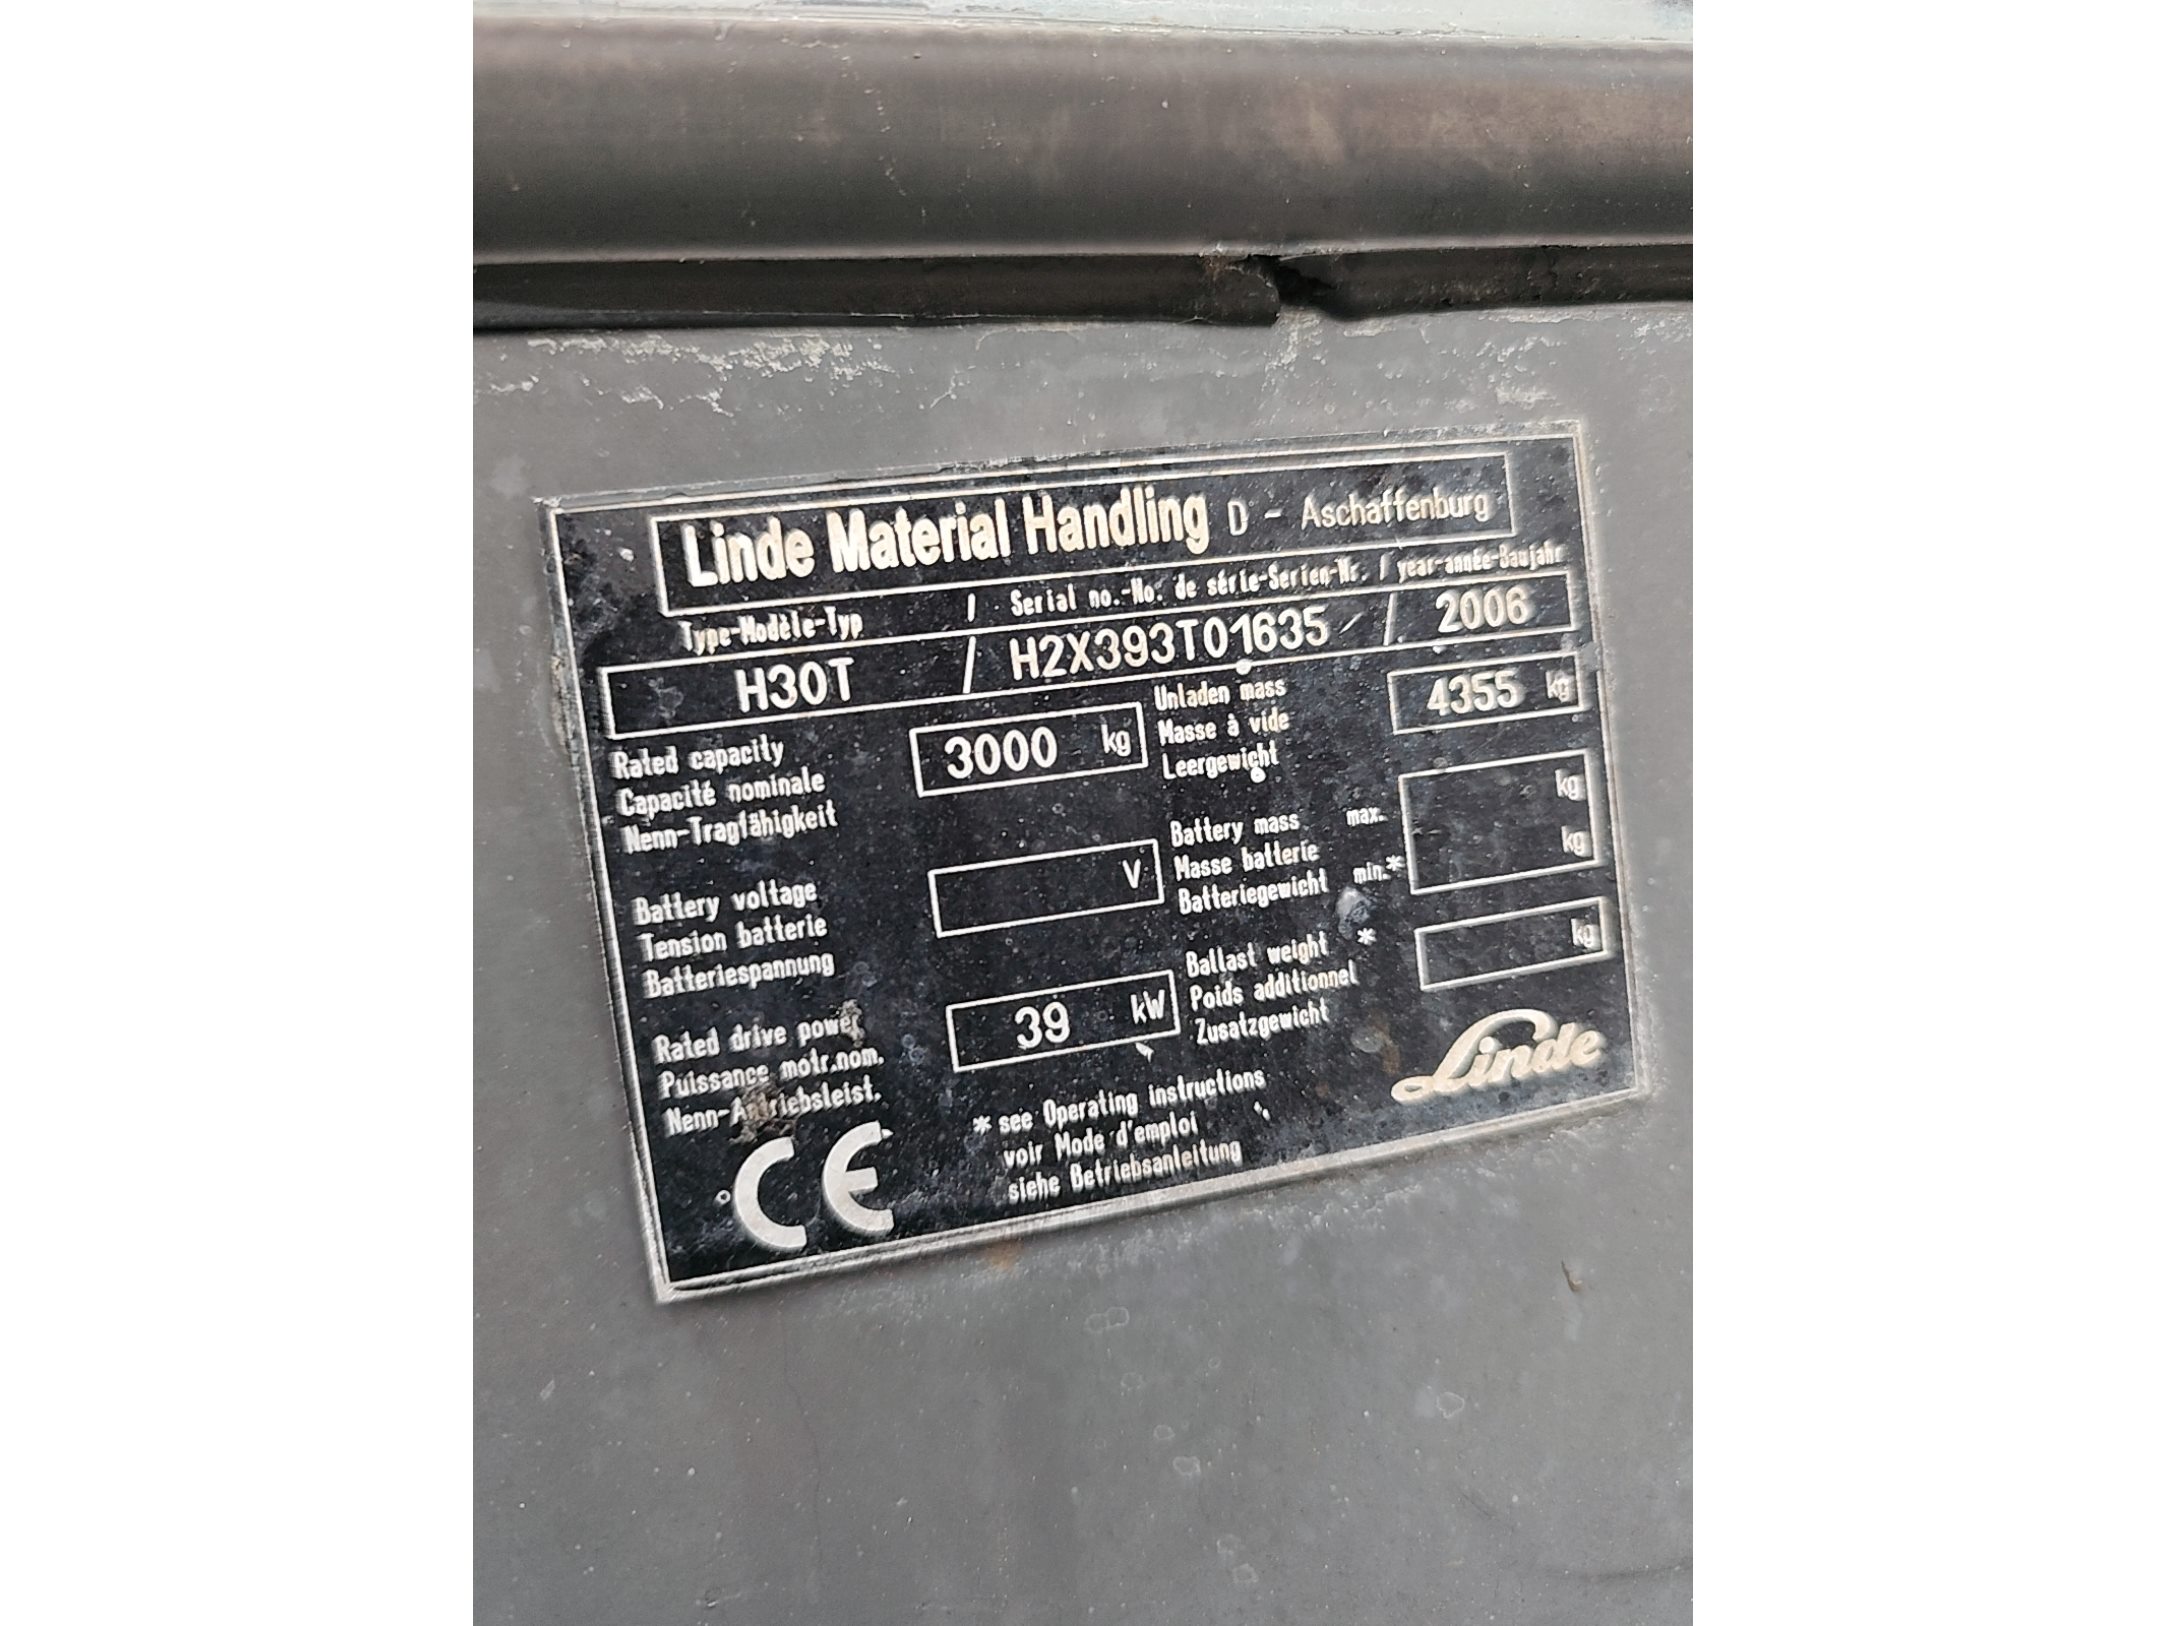 Linde Material Handling D - Aschaffenburg
Type-Modèle-Typ / Serial no.-No. de série-Serien-Nr. / year-année-Baujahr
H30T / H2X393T01635 / 2006
Rated capacity
Capacité nominale
Nenn-Tragfähigkeit
3000 kg
Unladen mass
Masse à vide
Leergewicht
4355 kg
Battery voltage
Tension batterie
Batteriespannung
V
Battery mass max.
Masse batterie
Batteriegewicht min.*
kg
kg
Rated drive power
Puissance motr.nom.
Nenn-Antriebsleist.
39 kW
Ballast weight *
Poids additionnel
Zusatzgewicht
kg
CE
* see Operating instructions
voir Mode d'emploi
siehe Betriebsanleitung
Linde